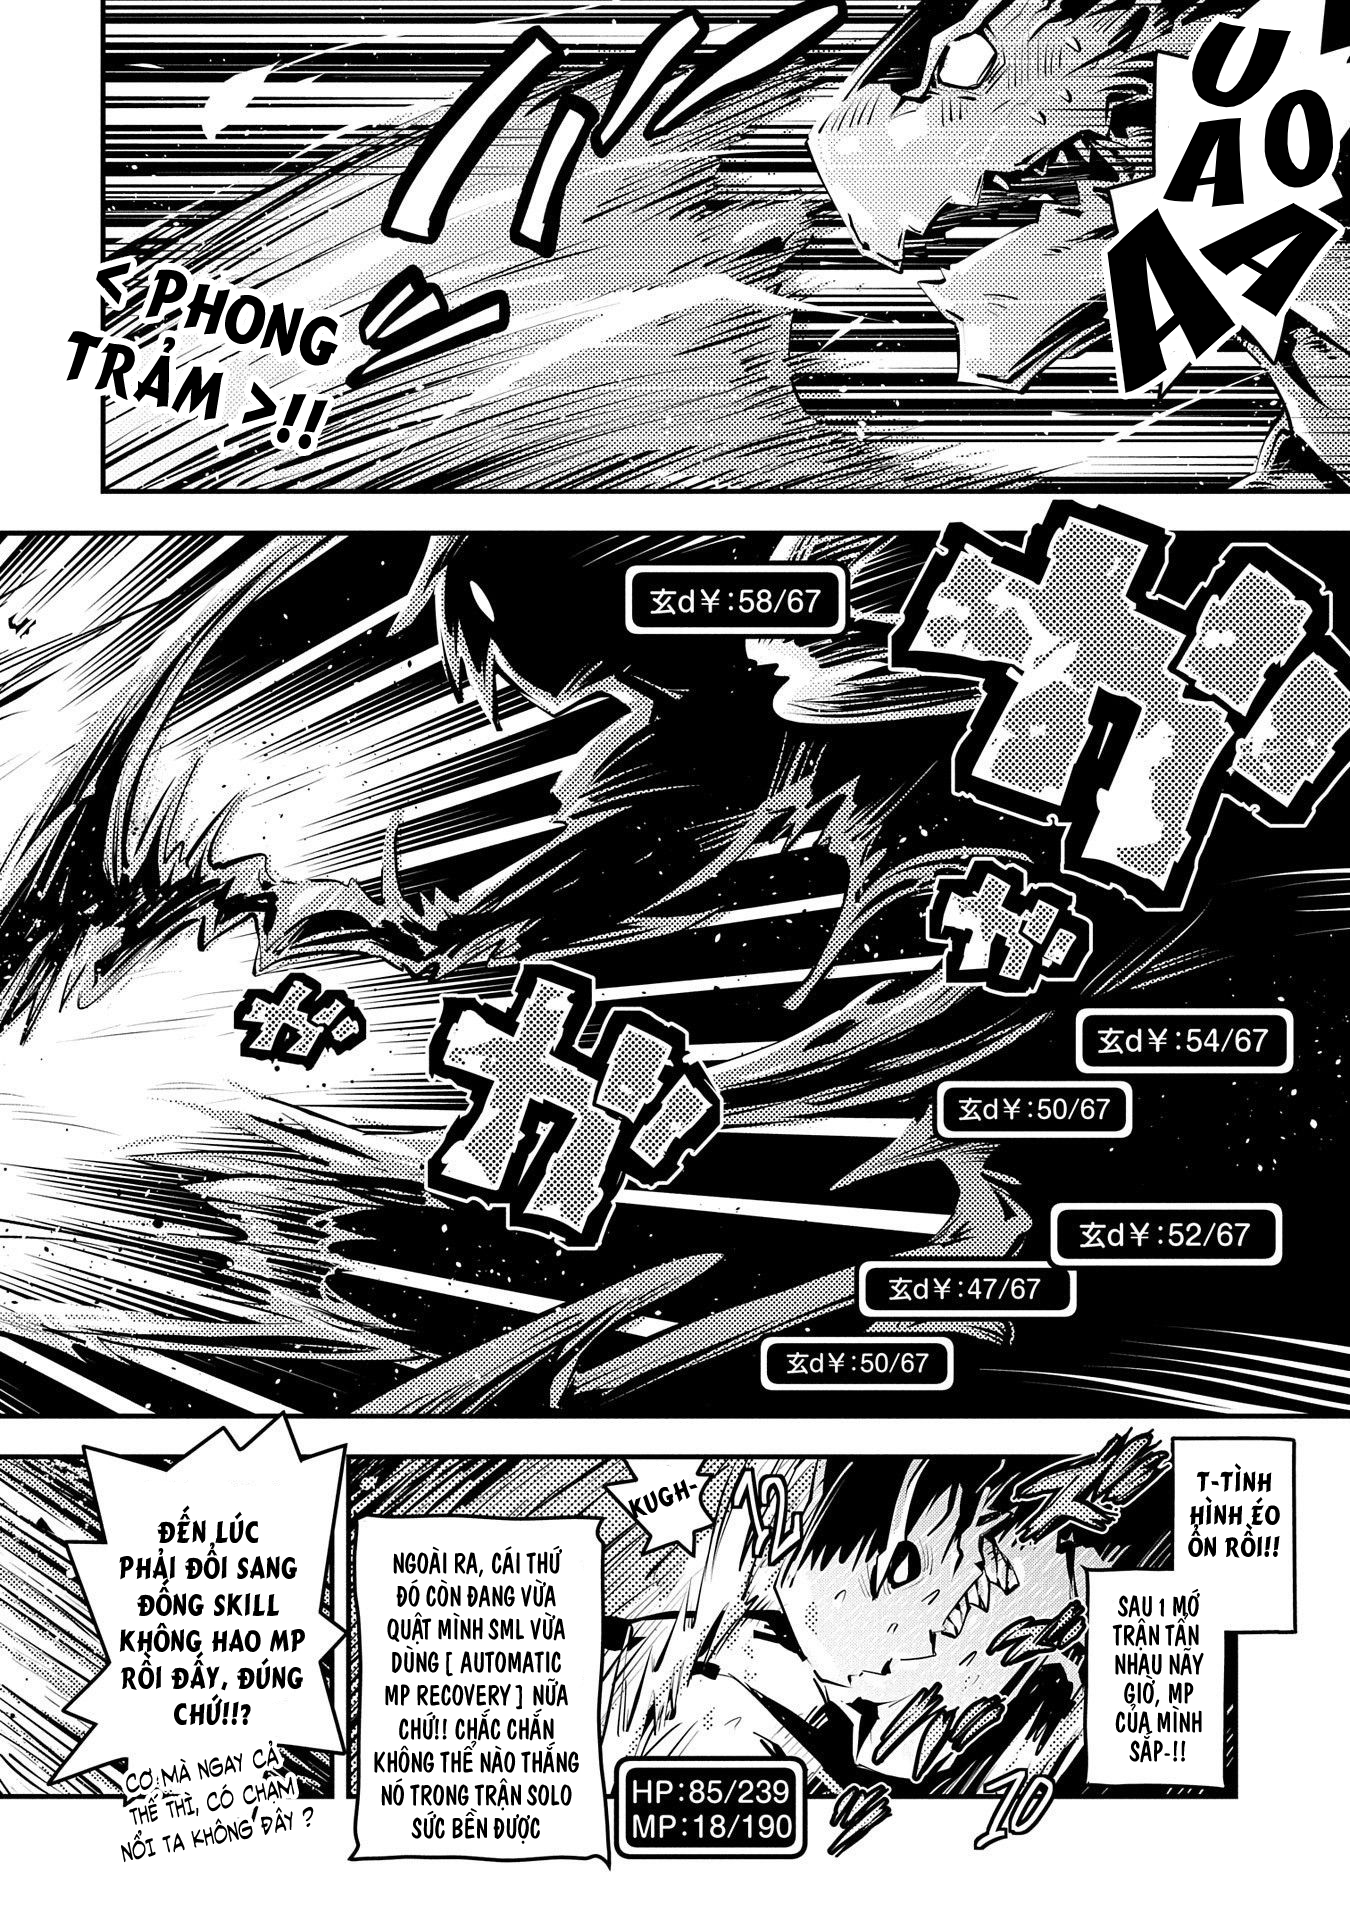 UOAAAA
< PHONG
TRẢM >!!
玄d¥:58/67
玄d¥:54/67
玄d¥:50/67
玄d¥:52/67
玄d¥:47/67
玄d¥:50/67
T-TÌNH
HÌNH ÉO
ỔN RỒI!!
SAU 1 MỚ
TRẬN TẨN
NHAU NÃY
GIỜ, MP
CỦA MÌNH
SẮP-!!
KUGH-
HP:85/239
MP:18/190
NGOÀI RA, CÁI THỨ
ĐÓ CÒN ĐANG VỪA
QUẬT MÌNH SML VỪA
DÙNG [ AUTOMATIC
MP RECOVERY ] NỮA
CHỨ!! CHẮC CHẮN
KHÔNG THỂ NÀO THẮNG
NÓ TRONG TRẬN SOLO
SỨC BỀN ĐƯỢC
ĐẾN LÚC
PHẢI ĐỔI SANG
ĐỐNG SKILL
KHÔNG HAO MP
RỒI ĐẤY, ĐÚNG
CHỨ!!?
CƠ MÀ NGAY CẢ
THẾ THÌ, CÓ CHẮC
NỔI TA KHÔNG ĐÂY ?